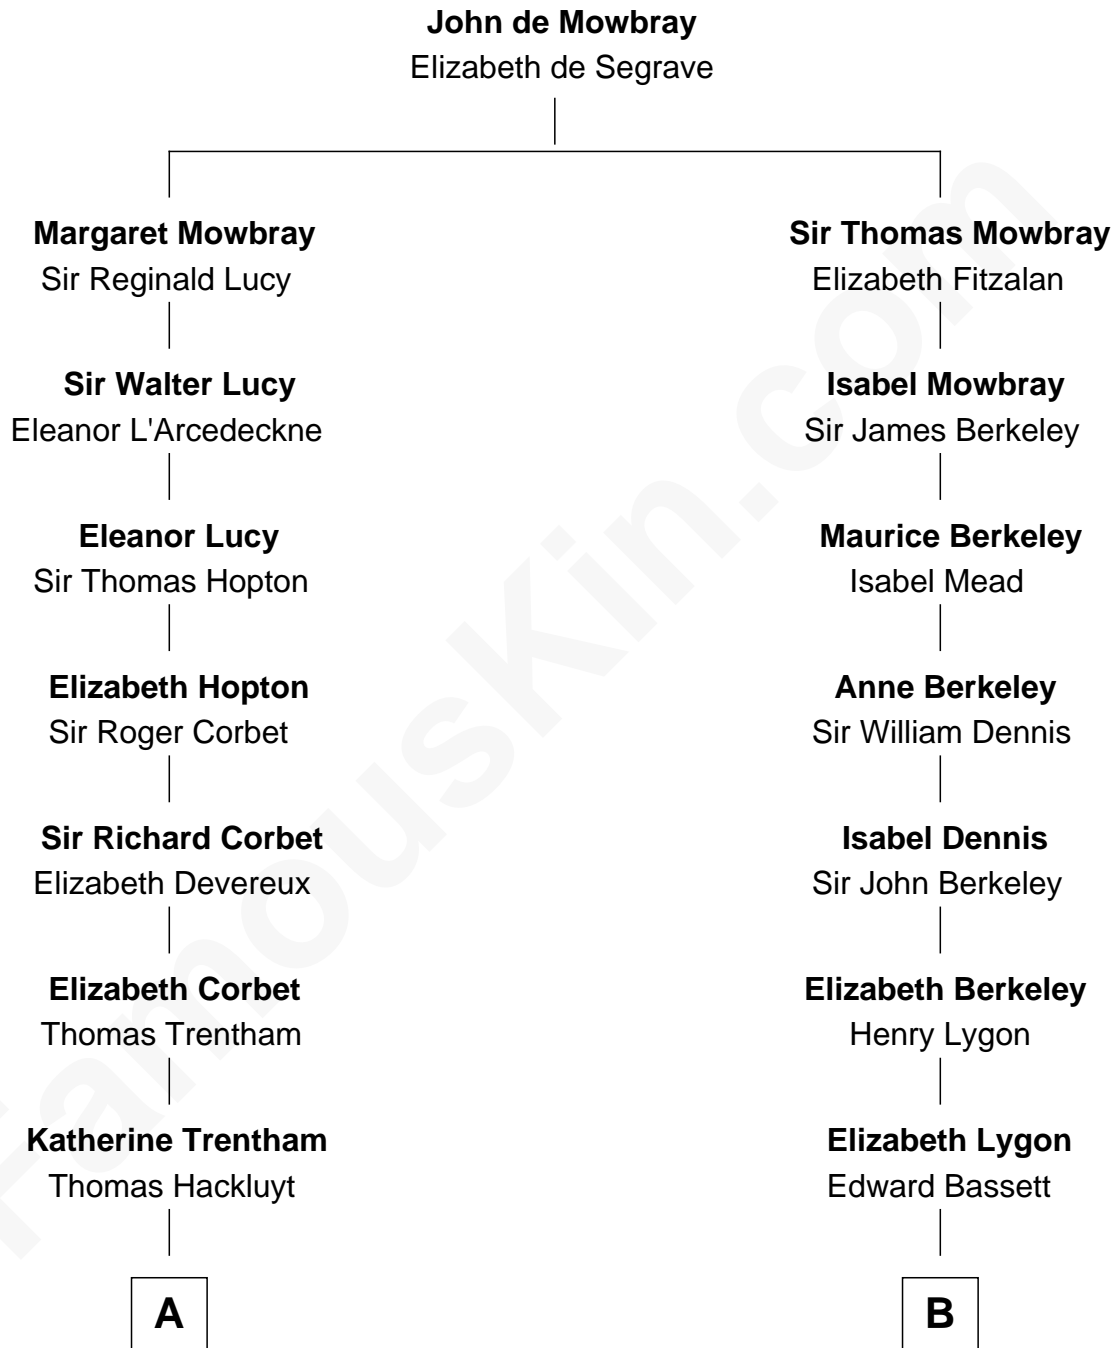 John de Mowbray
Elizabeth de Segrave
Margaret Mowbray
Sir Reginald Lucy
Sir Walter Lucy
Eleanor L'Arcedeckne
Eleanor Lucy
Sir Thomas Hopton
Elizabeth Hopton
Sir Roger Corbet
Sir Richard Corbet
Elizabeth Devereux
Elizabeth Corbet
Thomas Trentham
Katherine Trentham
Thomas Hackluyt
A
Sir Thomas Mowbray
Elizabeth Fitzalan
Isabel Mowbray
Sir James Berkeley
Maurice Berkeley
Isabel Mead
Anne Berkeley
Sir William Dennis
Isabel Dennis
Sir John Berkeley
Elizabeth Berkeley
Henry Lygon
Elizabeth Lygon
Edward Bassett
B
FamousKin.com